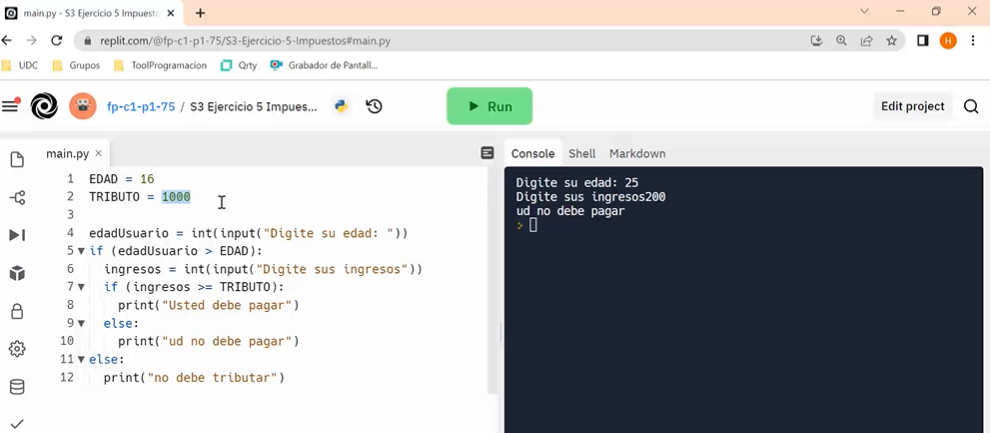 main.py - S3 Ejercicio 5 Impuesto
replit.com/@fp-c1-p1-75/S3-Ejercicio-5-Impuestos#main.py
H
UDC Grupos ToolProgramacion Qrty Grabador de Pantall...
fp-c1-p1-75 / S3 Ejercicio 5 Impues...
Run
Edit project
main.py
1 EDAD = 16
2 TRIBUTO = 1000
3
4 edadUsuario = int(input("Digite su edad: "))
5 if (edadUsuario > EDAD):
6 ingresos = int(input("Digite sus ingresos"))
7 if (ingresos >= TRIBUTO):
8 print("Usted debe pagar")
9 else:
10 print("ud no debe pagar")
11 else:
12 print("no debe tributar")
Console Shell Markdown
Digite su edad: 25
Digite sus ingresos200
ud no debe pagar
>